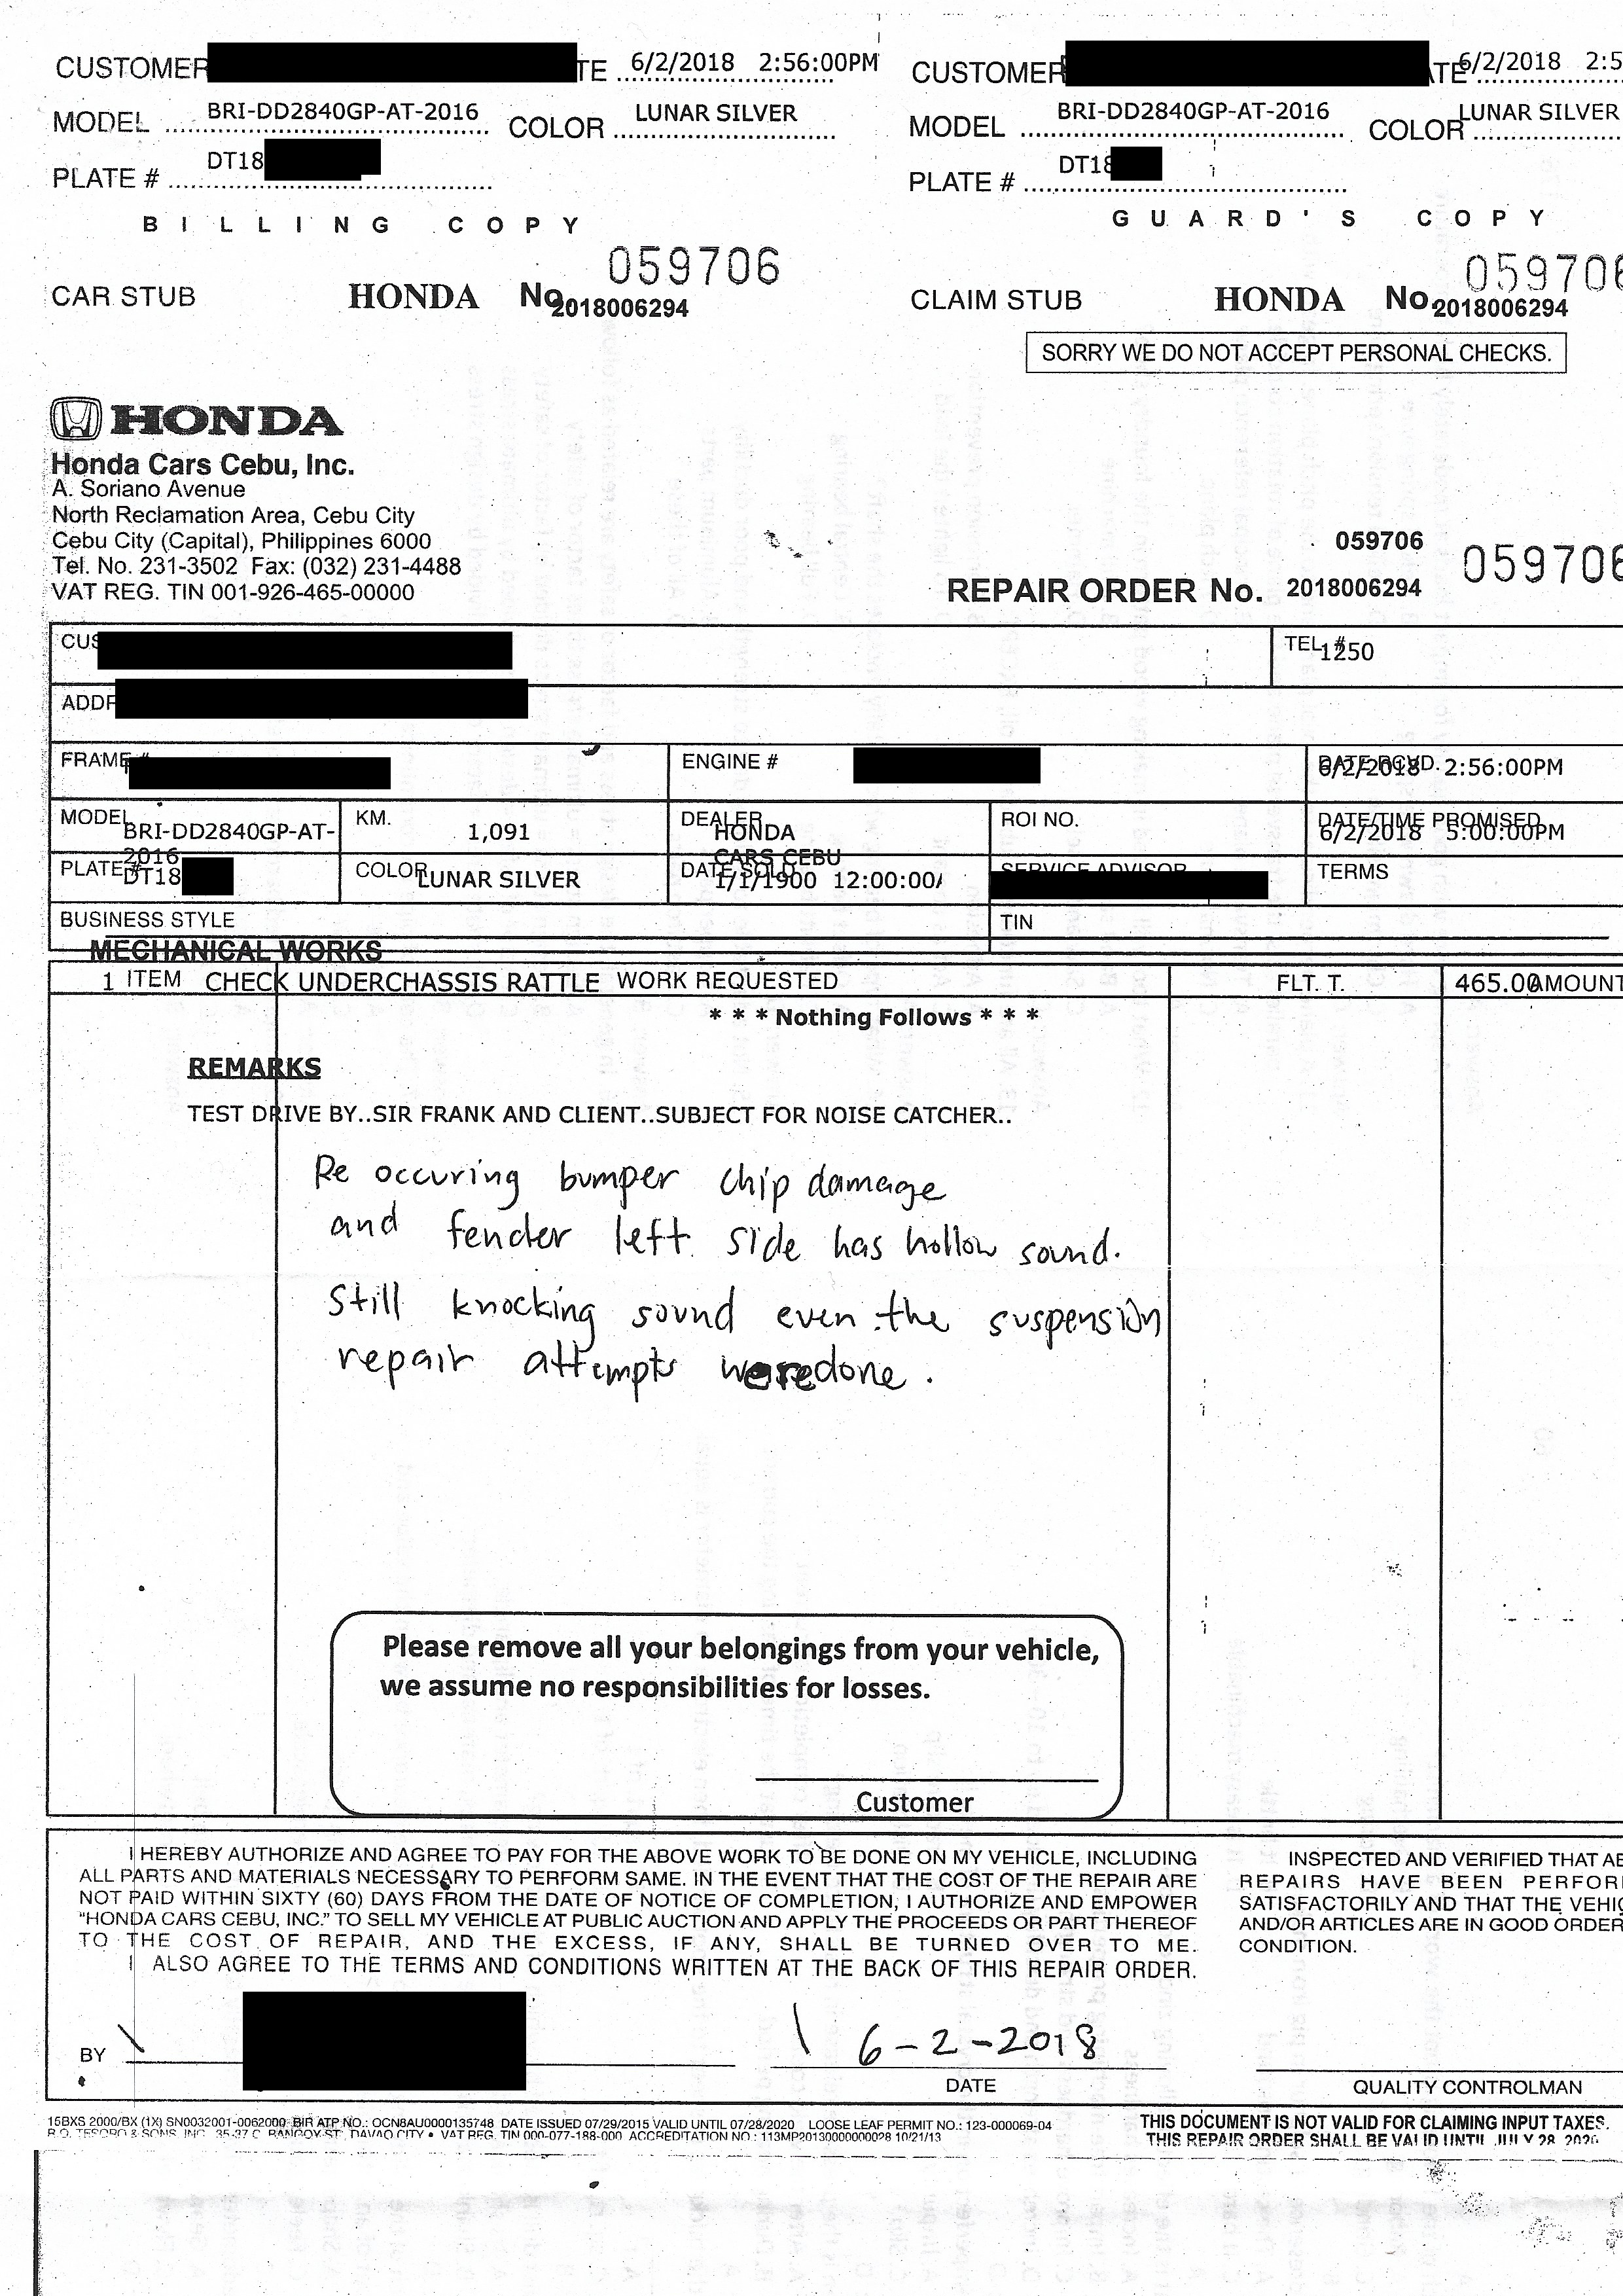 CUSTOMER TE 6/2/2018 2:56:00PM
MODEL BRI-DD2840GP-AT-2016 COLOR LUNAR SILVER
PLATE # DT18
BILLING COPY
059706
CAR STUB HONDA No. 2018006294
CUSTOMER ATE 6/2/2018 2:5
MODEL BRI-DD2840GP-AT-2016 COLOR LUNAR SILVER
PLATE # DT18
GUARD'S COPY
059706
CLAIM STUB HONDA No. 2018006294
SORRY WE DO NOT ACCEPT PERSONAL CHECKS.
HONDA
Honda Cars Cebu, Inc.
A. Soriano Avenue
North Reclamation Area, Cebu City
Cebu City (Capital), Philippines 6000
Tel. No. 231-3502 Fax: (032) 231-4488
VAT REG. TIN 001-926-465-00000
059706 059706
REPAIR ORDER No. 2018006294
CUS TEL # 1250
ADDR
FRAME # ENGINE # DATE RCVD. 6/2/2018 2:56:00PM
MODEL BRI-DD2840GP-AT-2016 KM. 1,091 DEALER HONDA CARS CEBU ROI NO. DATE/TIME PROMISED 6/2/2018 5:00:00PM
PLATE # DT18 COLOR LUNAR SILVER DATE SOLD 1/1/1900 12:00:00A SERVICE ADVISOR TERMS
BUSINESS STYLE TIN
MECHANICAL WORKS
1 ITEM CHECK UNDERCHASSIS RATTLE WORK REQUESTED FLT. T. 465.00 AMOUNT
* * * Nothing Follows * * *
REMARKS
TEST DRIVE BY..SIR FRANK AND CLIENT..SUBJECT FOR NOISE CATCHER..
Re occuring bumper chip damage
and fender left side has hollow sound.
Still knocking sound even the suspension
repair attempts were done.
Please remove all your belongings from your vehicle,
we assume no responsibilities for losses.
Customer
I HEREBY AUTHORIZE AND AGREE TO PAY FOR THE ABOVE WORK TO BE DONE ON MY VEHICLE, INCLUDING
ALL PARTS AND MATERIALS NECESSARY TO PERFORM SAME. IN THE EVENT THAT THE COST OF THE REPAIR ARE
NOT PAID WITHIN SIXTY (60) DAYS FROM THE DATE OF NOTICE OF COMPLETION, I AUTHORIZE AND EMPOWER
"HONDA CARS CEBU, INC." TO SELL MY VEHICLE AT PUBLIC AUCTION AND APPLY THE PROCEEDS OR PART THEREOF
TO THE COST OF REPAIR, AND THE EXCESS, IF ANY, SHALL BE TURNED OVER TO ME.
I ALSO AGREE TO THE TERMS AND CONDITIONS WRITTEN AT THE BACK OF THIS REPAIR ORDER.
INSPECTED AND VERIFIED THAT AB
REPAIRS HAVE BEEN PERFOR
SATISFACTORILY AND THAT THE VEHIC
AND/OR ARTICLES ARE IN GOOD ORDER
CONDITION.
BY 6-2-2018
DATE
QUALITY CONTROLMAN
15BXS 2000/BX (1X) SN0032001-0062000 BIR ATP NO.: OCN8AU0000135748 DATE ISSUED 07/29/2015 VALID UNTIL 07/28/2020 LOOSE LEAF PERMIT NO.: 123-000069-04
R.O. TESORO & SONS, INC. 35-37 C. BANGOY ST., DAVAO CITY • VAT REG. TIN 000-077-188-000 ACCREDITATION NO.: 113MP20130000000028 10/21/13
THIS DOCUMENT IS NOT VALID FOR CLAIMING INPUT TAXES.
THIS REPAIR ORDER SHALL BE VALID UNTIL JULY 28, 2020